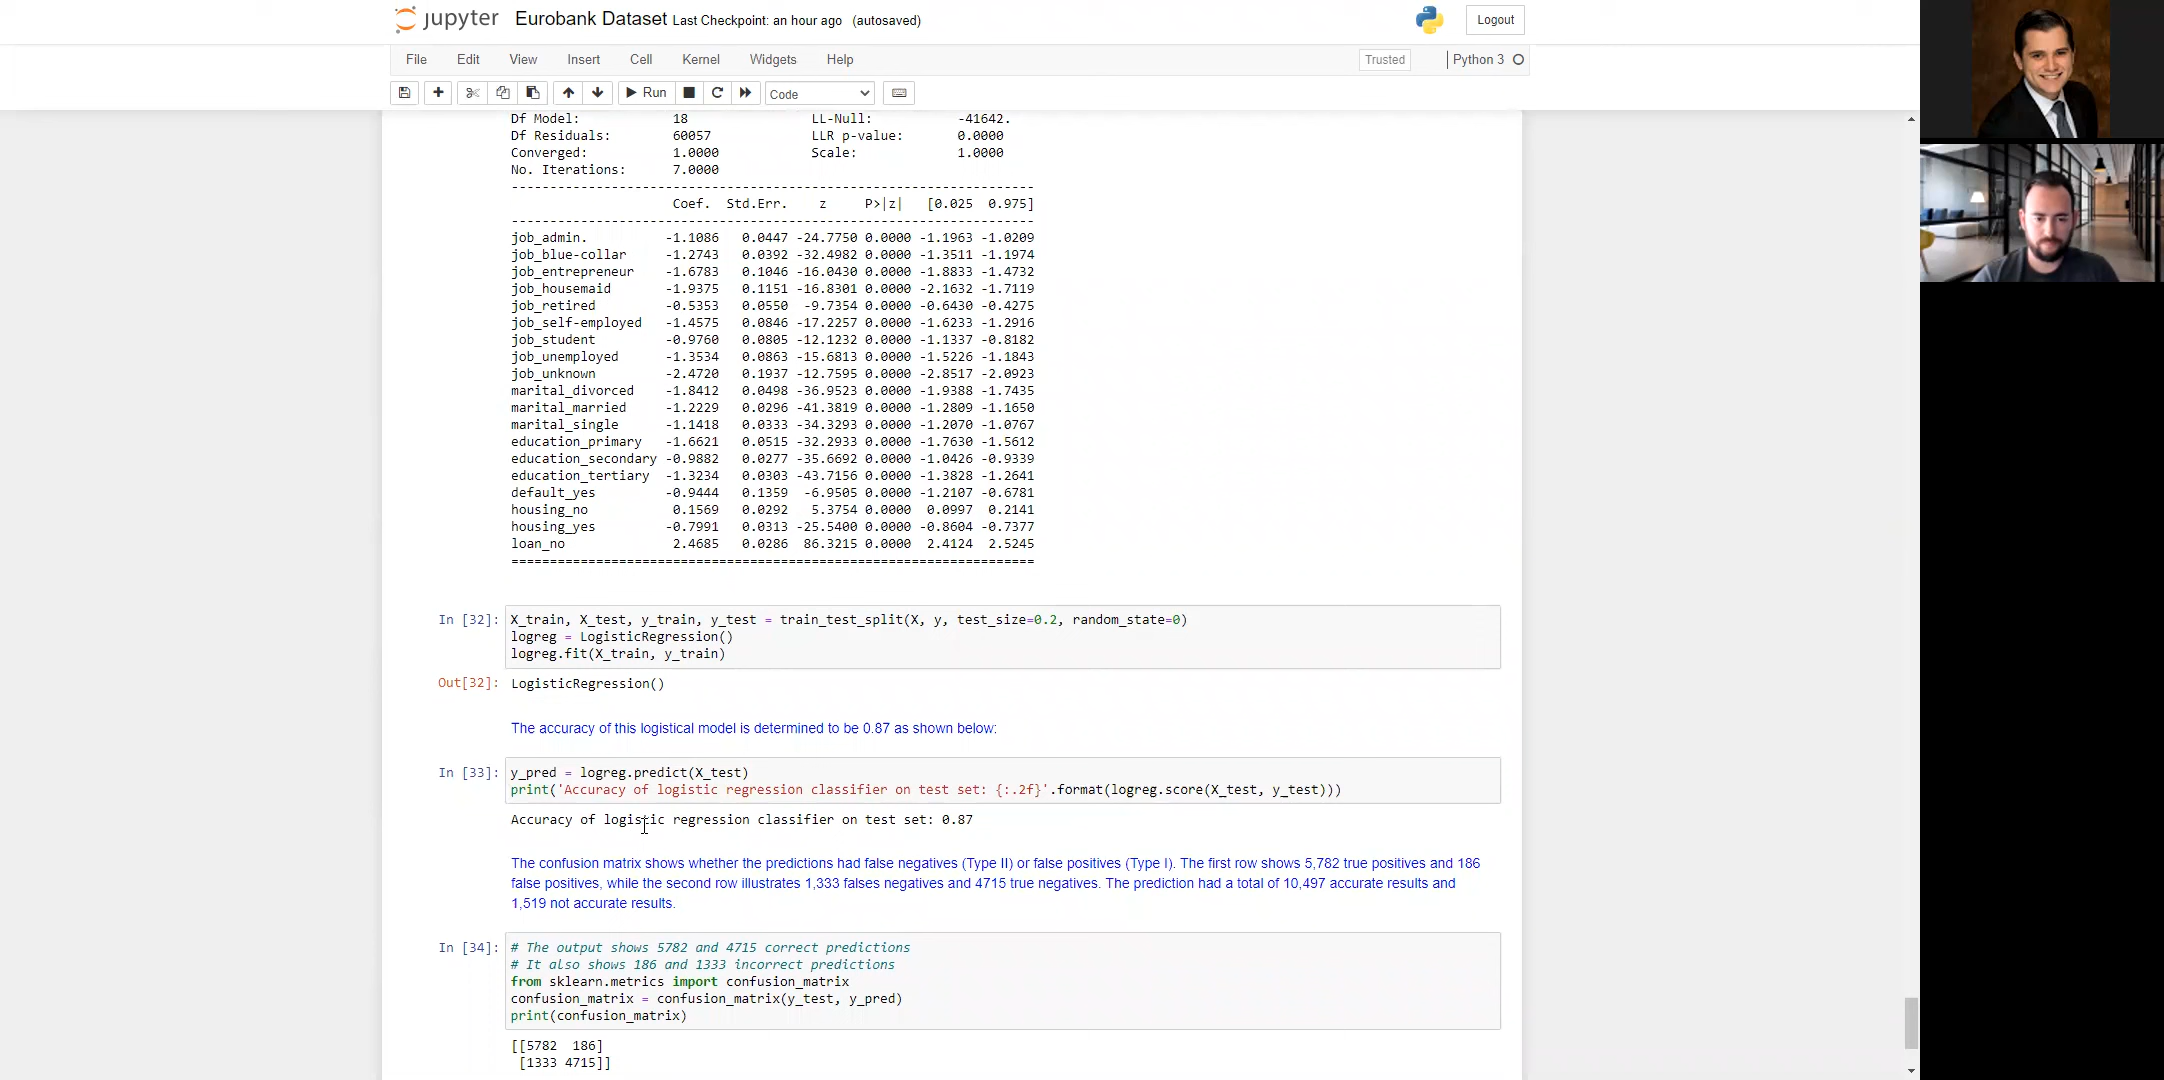 jupyter Eurobank Dataset Last Checkpoint: an hour ago (autosaved) Logout
File Edit View Insert Cell Kernel Widgets Help Trusted Python 3
Run Code
Df Model: 18 LL-Null: -41642.
Df Residuals: 60057 LLR p-value: 0.0000
Converged: 1.0000 Scale: 1.0000
No. Iterations: 7.0000
--------------------------------------------------------------------
Coef. Std.Err. z P>|z| [0.025 0.975]
--------------------------------------------------------------------
job_admin. -1.1086 0.0447 -24.7750 0.0000 -1.1963 -1.0209
job_blue-collar -1.2743 0.0392 -32.4982 0.0000 -1.3511 -1.1974
job_entrepreneur -1.6783 0.1046 -16.0430 0.0000 -1.8833 -1.4732
job_housemaid -1.9375 0.1151 -16.8301 0.0000 -2.1632 -1.7119
job_retired -0.5353 0.0550 -9.7354 0.0000 -0.6430 -0.4275
job_self-employed -1.4575 0.0846 -17.2257 0.0000 -1.6233 -1.2916
job_student -0.9760 0.0805 -12.1232 0.0000 -1.1337 -0.8182
job_unemployed -1.3534 0.0863 -15.6813 0.0000 -1.5226 -1.1843
job_unknown -2.4720 0.1937 -12.7595 0.0000 -2.8517 -2.0923
marital_divorced -1.8412 0.0498 -36.9523 0.0000 -1.9388 -1.7435
marital_married -1.2229 0.0296 -41.3819 0.0000 -1.2809 -1.1650
marital_single -1.1418 0.0333 -34.3293 0.0000 -1.2070 -1.0767
education_primary -1.6621 0.0515 -32.2933 0.0000 -1.7630 -1.5612
education_secondary -0.9882 0.0277 -35.6692 0.0000 -1.0426 -0.9339
education_tertiary -1.3234 0.0303 -43.7156 0.0000 -1.3828 -1.2641
default_yes -0.9444 0.1359 -6.9505 0.0000 -1.2107 -0.6781
housing_no 0.1569 0.0292 5.3754 0.0000 0.0997 0.2141
housing_yes -0.7991 0.0313 -25.5400 0.0000 -0.8604 -0.7377
loan_no 2.4685 0.0286 86.3215 0.0000 2.4124 2.5245
====================================================================
In [32]: X_train, X_test, y_train, y_test = train_test_split(X, y, test_size=0.2, random_state=0)
logreg = LogisticRegression()
logreg.fit(X_train, y_train)
Out[32]: LogisticRegression()
The accuracy of this logistical model is determined to be 0.87 as shown below:
In [33]: y_pred = logreg.predict(X_test)
print('Accuracy of logistic regression classifier on test set: {:.2f}'.format(logreg.score(X_test, y_test)))
Accuracy of logistic regression classifier on test set: 0.87
The confusion matrix shows whether the predictions had false negatives (Type II) or false positives (Type I). The first row shows 5,782 true positives and 186
false positives, while the second row illustrates 1,333 falses negatives and 4715 true negatives. The prediction had a total of 10,497 accurate results and
1,519 not accurate results.
In [34]: # The output shows 5782 and 4715 correct predictions
# It also shows 186 and 1333 incorrect predictions
from sklearn.metrics import confusion_matrix
confusion_matrix = confusion_matrix(y_test, y_pred)
print(confusion_matrix)
[[5782 186]
[1333 4715]]